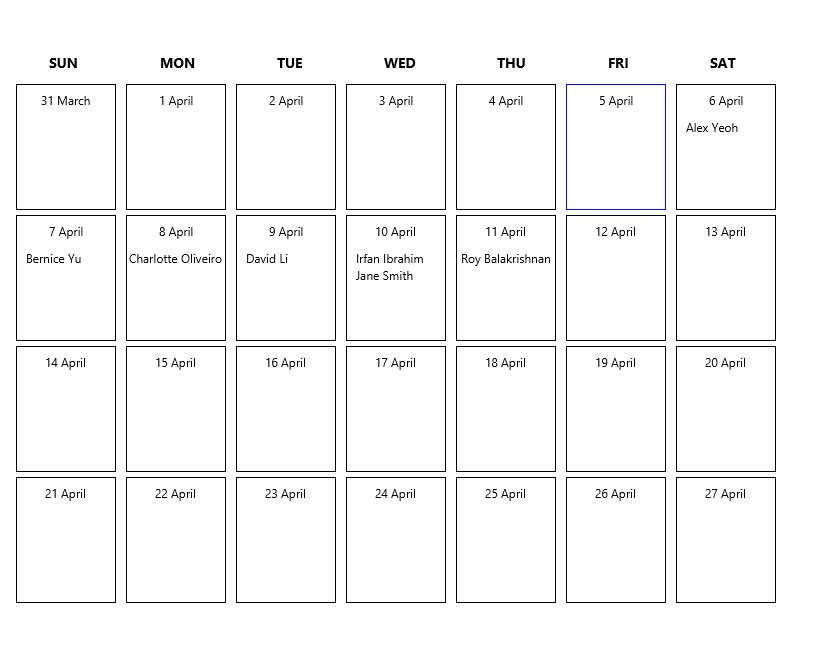 SUN MON TUE WED THU FRI SAT
31 March 1 April 2 April 3 April 4 April 5 April 6 April
Alex Yeoh
7 April 8 April 9 April 10 April 11 April 12 April 13 April
Bernice Yu Charlotte Oliveiro David Li Irfan Ibrahim Roy Balakrishnan
Jane Smith
14 April 15 April 16 April 17 April 18 April 19 April 20 April
21 April 22 April 23 April 24 April 25 April 26 April 27 April